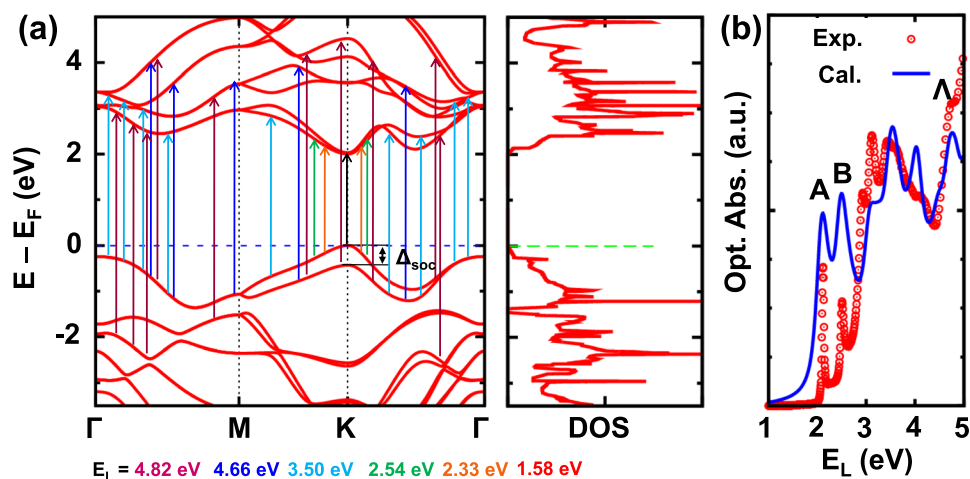 (a)
(b)
E – E_F (eV)
4
2
0
-2
Δsoc
Γ
M
K
Γ
DOS
Opt. Abs. (a.u.)
Exp.
Cal.
A
B
Λ
1
2
3
4
5
E_L (eV)
E_L = 4.82 eV 4.66 eV 3.50 eV 2.54 eV 2.33 eV 1.58 eV